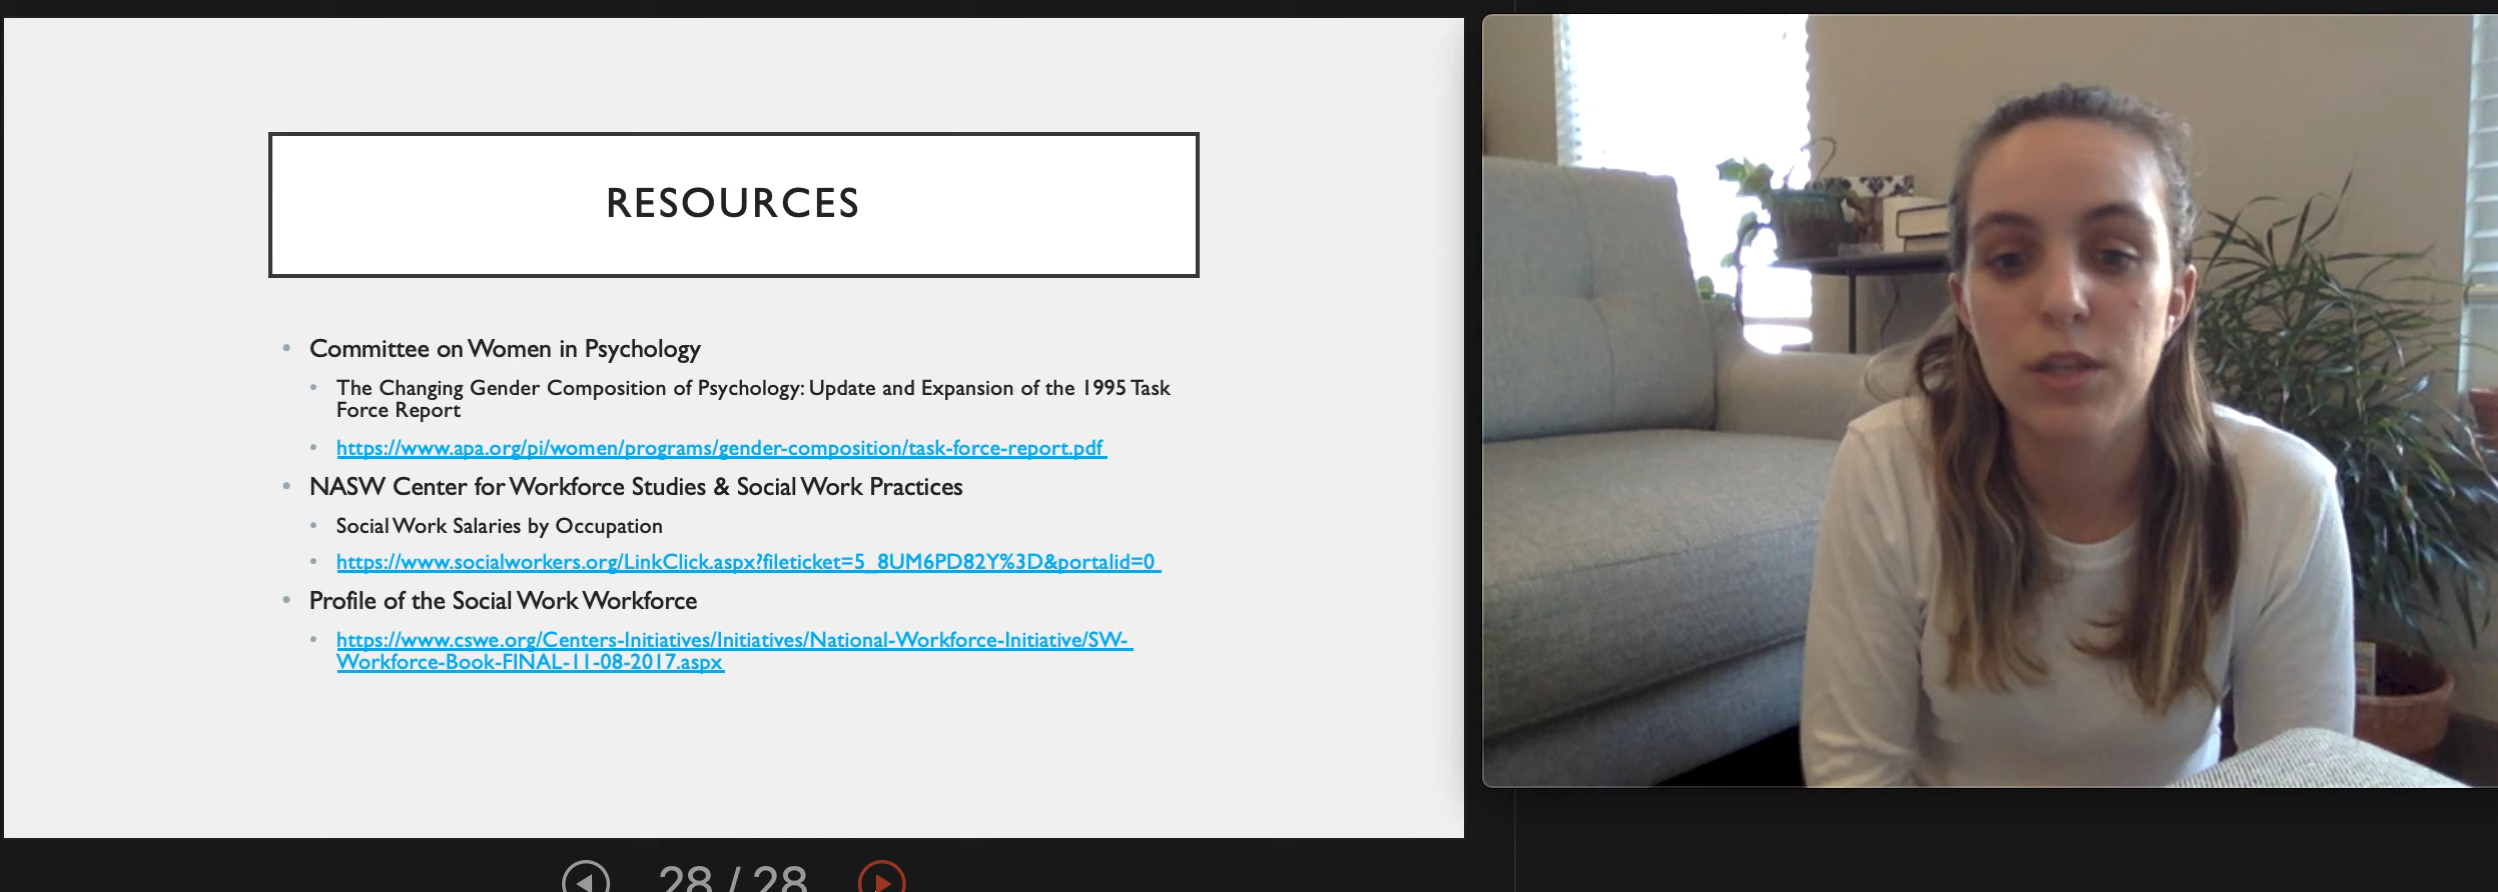 RESOURCES
Committee on Women in Psychology
The Changing Gender Composition of Psychology: Update and Expansion of the 1995 Task
Force Report
https://www.apa.org/pi/women/programs/gender-composition/task-force-report.pdf
NASW Center for Workforce Studies & Social Work Practices
Social Work Salaries by Occupation
https://www.socialworkers.org/LinkClick.aspx?fileticket=5_8UM6PD82Y%3D&portalid=0
Profile of the Social Work Workforce
https://www.cswe.org/Centers-Initiatives/Initiatives/National-Workforce-Initiative/SW-
Workforce-Book-FINAL-11-08-2017.aspx
28 / 28